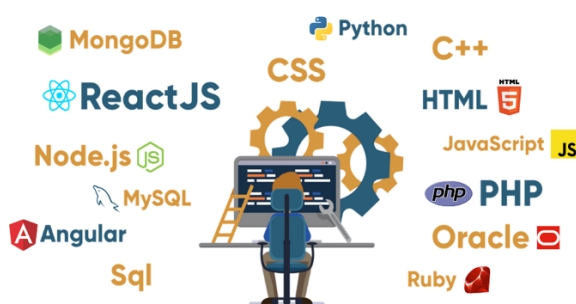 Python
MongoDB
C++
CSS
ReactJS
HTML
HTML
5
JavaScript
JS
Node.js
JS
MySQL
php
PHP
Angular
A
Oracle
Sql
Ruby